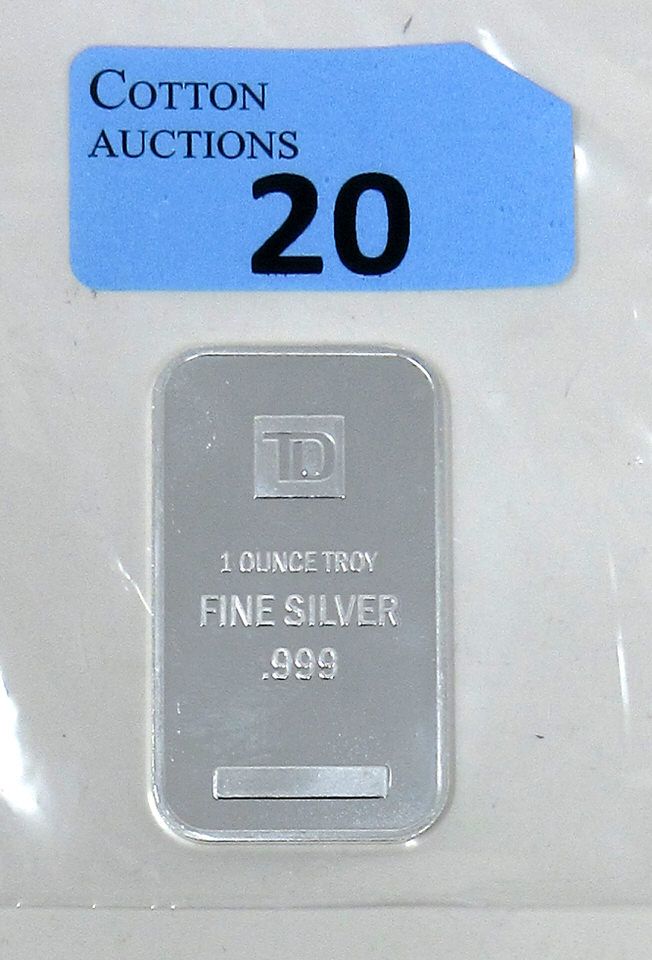 COTTON
AUCTIONS
20
TD
1 OUNCE TROY
FINE SILVER
.999